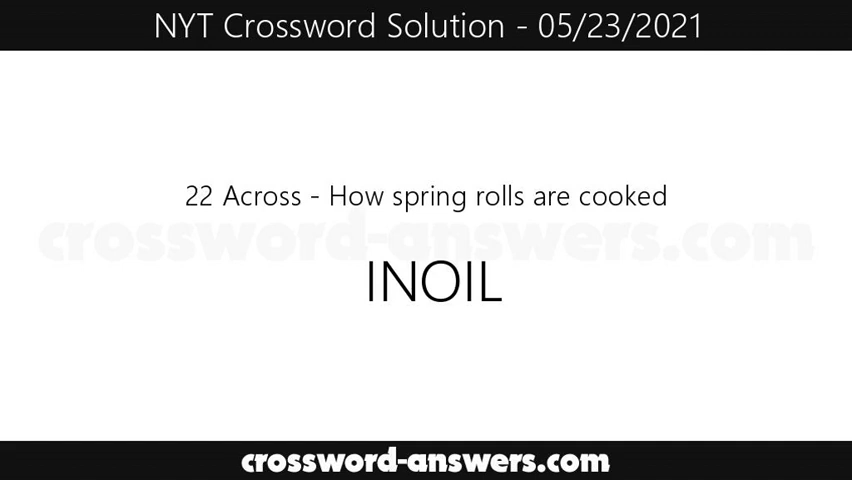 NYT Crossword Solution - 05/23/2021
22 Across - How spring rolls are cooked
crossword-answers.com
INOIL
crossword-answers.com